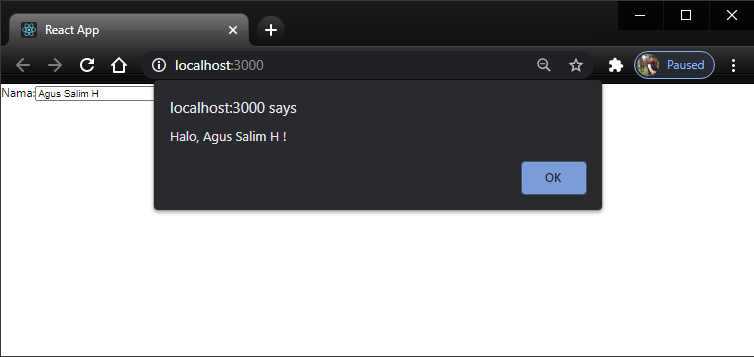 React App
localhost:3000
Paused
Nama: Agus Salim H
localhost:3000 says
Halo, Agus Salim H !
OK